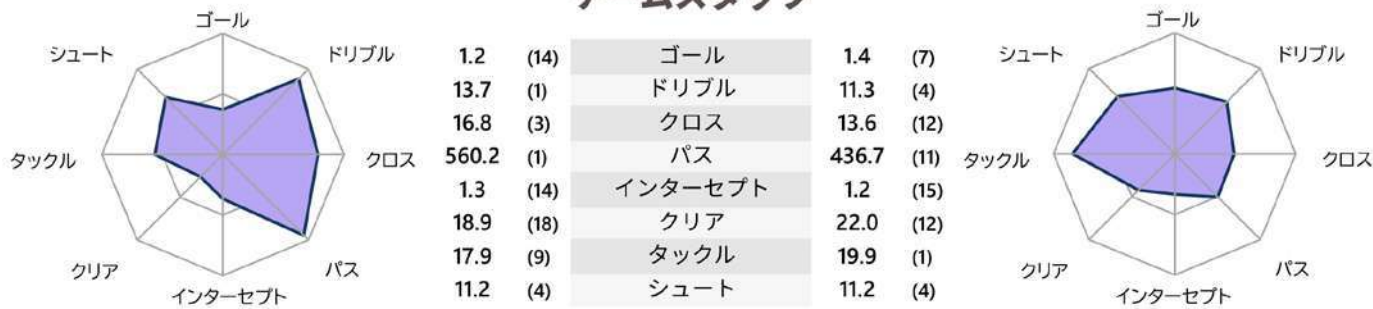 ゴール
シュート
ドリブル
タックル
クロス
クリア
パス
インターセプト
1.2 (14) ゴール 1.4 (7)
13.7 (1) ドリブル 11.3 (4)
16.8 (3) クロス 13.6 (12)
560.2 (1) パス 436.7 (11)
1.3 (14) インターセプト 1.2 (15)
18.9 (18) クリア 22.0 (12)
17.9 (9) タックル 19.9 (1)
11.2 (4) シュート 11.2 (4)
ゴール
シュート
ドリブル
タックル
クロス
クリア
パス
インターセプト